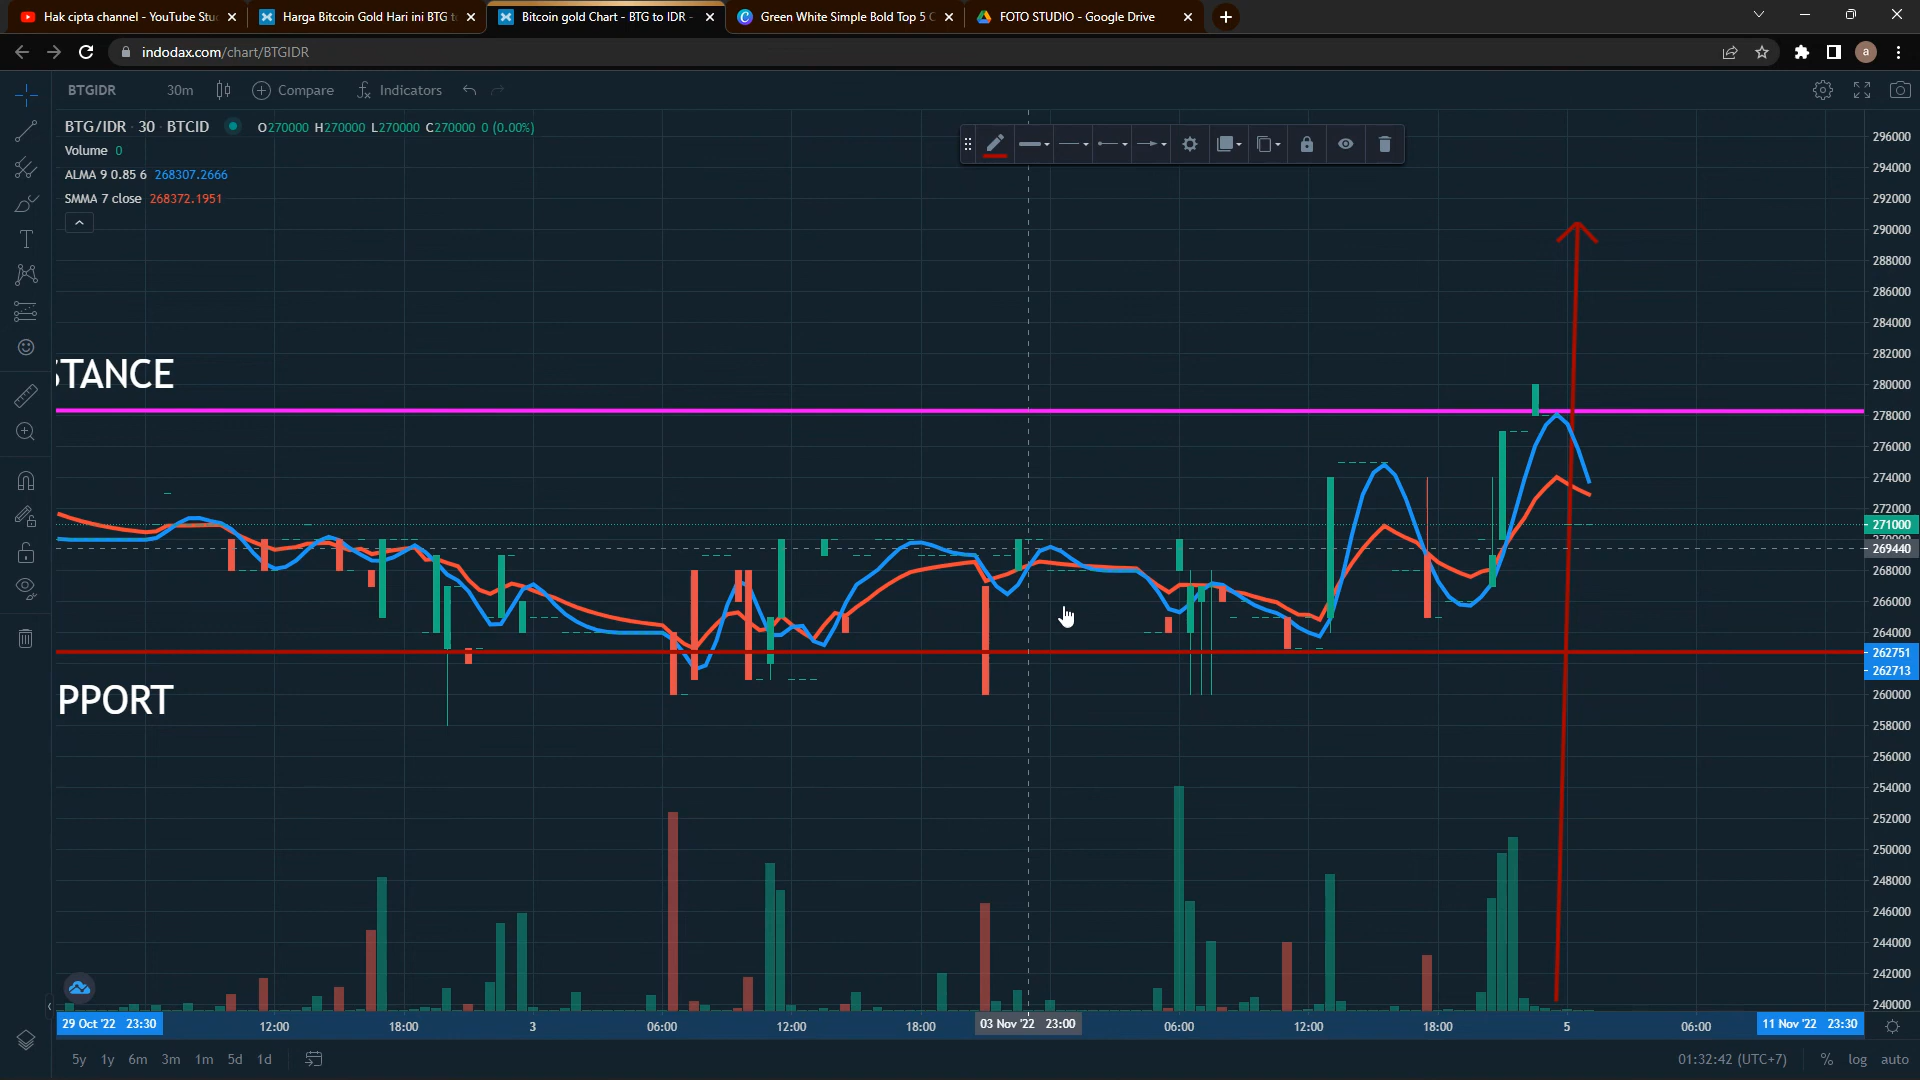 Hak cipta channel - YouTube Stu
Harga Bitcoin Gold Hari ini BTG t
Bitcoin gold Chart - BTG to IDR -
Green White Simple Bold Top 5 C
FOTO STUDIO - Google Drive
indodax.com/chart/BTGIDR
a
BTGIDR 30m Compare Indicators
BTG/IDR · 30 · BTCID O270000 H270000 L270000 C270000 0 (0.00%)
Volume 0
ALMA 9 0.85 6 268307.2666
SMMA 7 close 268372.1951
STANCE
PPORT
296000
294000
292000
290000
288000
286000
284000
282000
280000
278000
276000
274000
272000
271000
270000
269440
268000
266000
264000
262751
262713
260000
258000
256000
254000
252000
250000
248000
246000
244000
242000
240000
29 Oct '22 23:30 12:00 18:00 3 06:00 12:00 18:00 03 Nov '22 23:00 06:00 12:00 18:00 5 06:00 11 Nov '22 23:30
5y 1y 6m 3m 1m 5d 1d 01:32:42 (UTC+7) % log auto